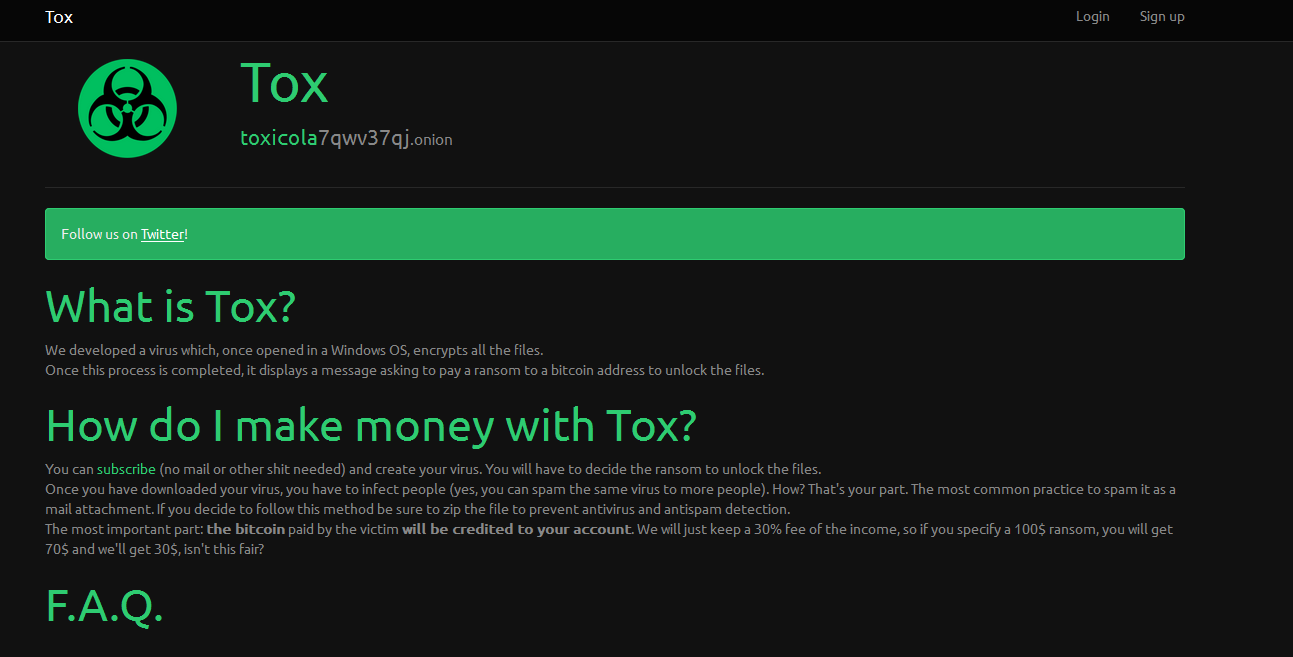 Tox
Login
Sign up
Tox
toxicola7qwv37qj.onion
Follow us on Twitter!
What is Tox?
We developed a virus which, once opened in a Windows OS, encrypts all the files.
Once this process is completed, it displays a message asking to pay a ransom to a bitcoin address to unlock the files.
How do I make money with Tox?
You can subscribe (no mail or other shit needed) and create your virus. You will have to decide the ransom to unlock the files.
Once you have downloaded your virus, you have to infect people (yes, you can spam the same virus to more people). How? That's your part. The most common practice to spam it as a
mail attachment. If you decide to follow this method be sure to zip the file to prevent antivirus and antispam detection.
The most important part: the bitcoin paid by the victim will be credited to your account. We will just keep a 30% fee of the income, so if you specify a 100$ ransom, you will get
70$ and we'll get 30$, isn't this fair?
F.A.Q.